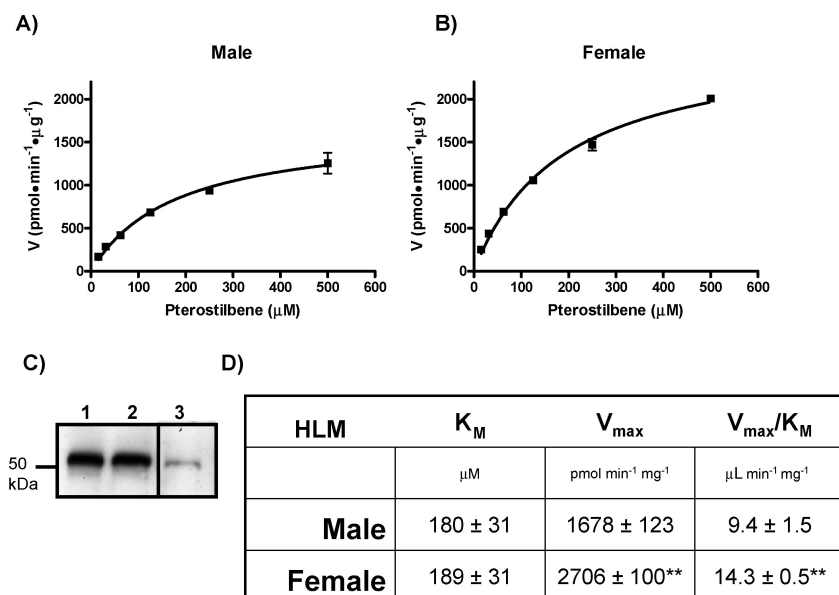 A)
Male
V (pmol•min⁻¹•μg⁻¹)
2000
1500
1000
500
0
0 100 200 300 400 500 600
Pterostilbene (μM)
B)
Female
V (pmol•min⁻¹•μg⁻¹)
2000
1500
1000
500
0
0 100 200 300 400 500 600
Pterostilbene (μM)
C)
1 2 3
50
kDa
D)
HLM K_M V_max V_max/K_M
μM pmol min⁻¹ mg⁻¹ μL min⁻¹ mg⁻¹
Male 180 ± 31 1678 ± 123 9.4 ± 1.5
Female 189 ± 31 2706 ± 100** 14.3 ± 0.5**